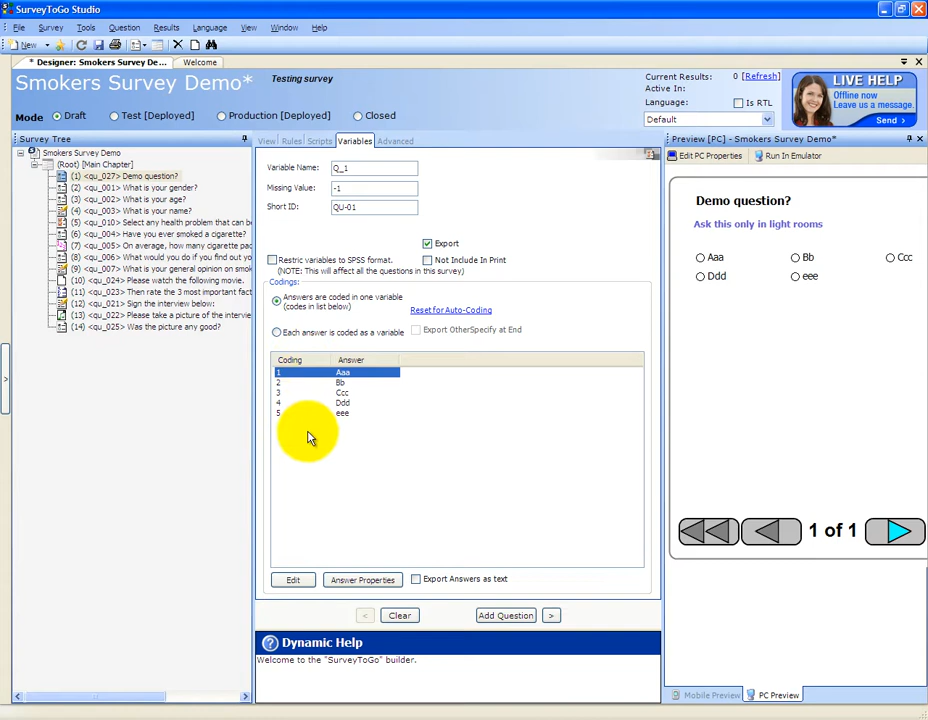 SurveyToGo Studio
File Survey Tools Question Results Language View Window Help
New
* Designer: Smokers Survey De... Welcome
Smokers Survey Demo*
Testing survey
Current Results: 0 [Refresh]
Active In:
Language: Is RTL
Default
LIVE HELP
Offline now
Leave us a message.
Send >
Mode Draft Test [Deployed] Production [Deployed] Closed
Survey Tree
Smokers Survey Demo
(Root) [Main Chapter]
(1) <qu_027> Demo question?
(2) <qu_001> What is your gender?
(3) <qu_002> What is your age?
(4) <qu_003> What is your name?
(5) <qu_010> Select any health problem that can be
(6) <qu_004> Have you ever smoked a cigarette?
(7) <qu_005> On average, how many cigarette pac
(8) <qu_006> What would you do if you find out y
(9) <qu_007> What's your general opinion on smok
(10) <qu_024> Please watch the following movie.
(11) <qu_023> Then rate the 3 most important fact
(12) <qu_021> Sign the interview below:
(13) <qu_022> Please take a picture of the intervie
(14) <qu_025> Was the picture any good?
View Rules Scripts Variables Advanced
Variable Name: Q_1
Missing Value: -1
Short ID: QU-01
Export
Restric variables to SPSS format. Not Include In Print
(NOTE: This will affect all the questions in this survey)
Codings:
Answers are coded in one variable
(codes in list below)
Reset for Auto-Coding
Each answer is coded as a variable Export OtherSpecify at End
Coding Answer
1 Aaa
2 Bb
3 Ccc
4 Ddd
5 eee
Edit Answer Properties Export Answers as text
< Clear Add Question >
Dynamic Help
Welcome to the "SurveyToGo" builder.
Preview [PC] - Smokers Survey Demo*
Edit PC Properties Run In Emulator
Demo question?
Ask this only in light rooms
Aaa Bb Ccc
Ddd eee
1 of 1
Mobile Preview PC Preview